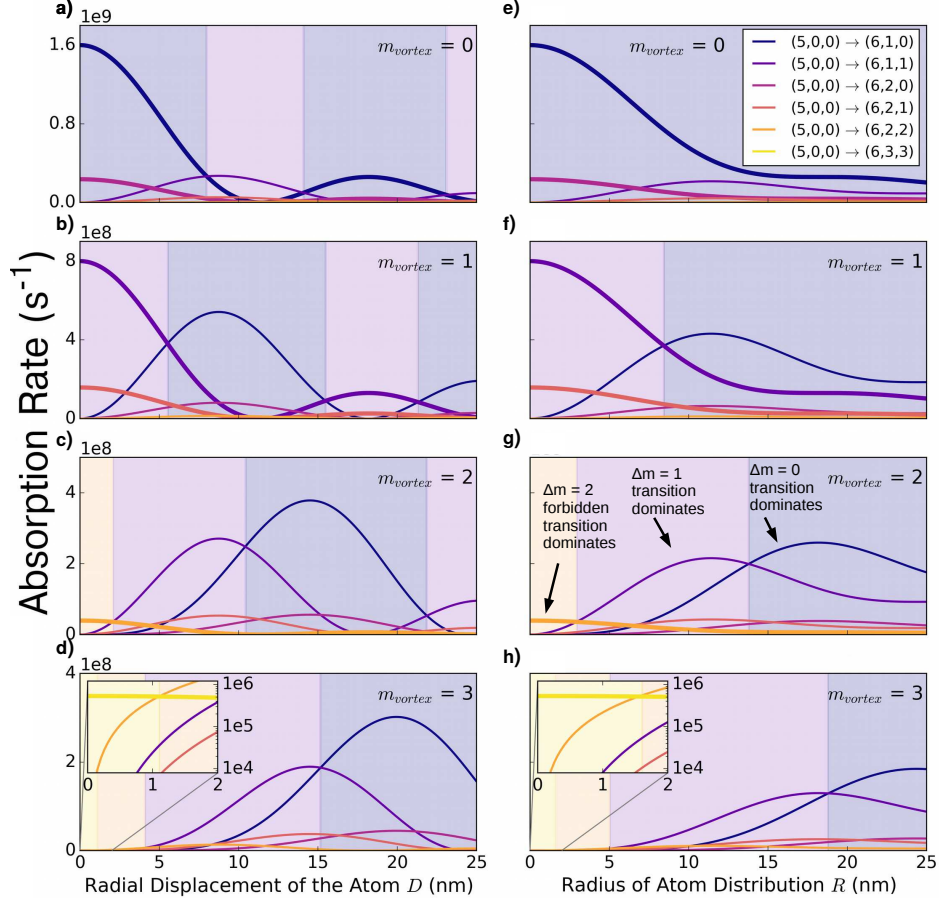 a)
1e9
1.6
0.8
0.0
m_vortex = 0
b)
1e8
8
4
0
m_vortex = 1
c)
1e8
4
2
0
m_vortex = 2
d)
1e8
4
2
0
m_vortex = 3
1e6
1e5
1e4
0 1 2
0 5 10 15 20 25
Radial Displacement of the Atom D (nm)
Absorption Rate (s⁻¹)
e)
m_vortex = 0
(5,0,0) → (6,1,0)
(5,0,0) → (6,1,1)
(5,0,0) → (6,2,0)
(5,0,0) → (6,2,1)
(5,0,0) → (6,2,2)
(5,0,0) → (6,3,3)
f)
m_vortex = 1
g)
m_vortex = 2
Δm = 2
forbidden
transition
dominates
Δm = 1
transition
dominates
Δm = 0
transition
dominates
h)
m_vortex = 3
1e6
1e5
1e4
0 1 2
0 5 10 15 20 25
Radius of Atom Distribution R (nm)